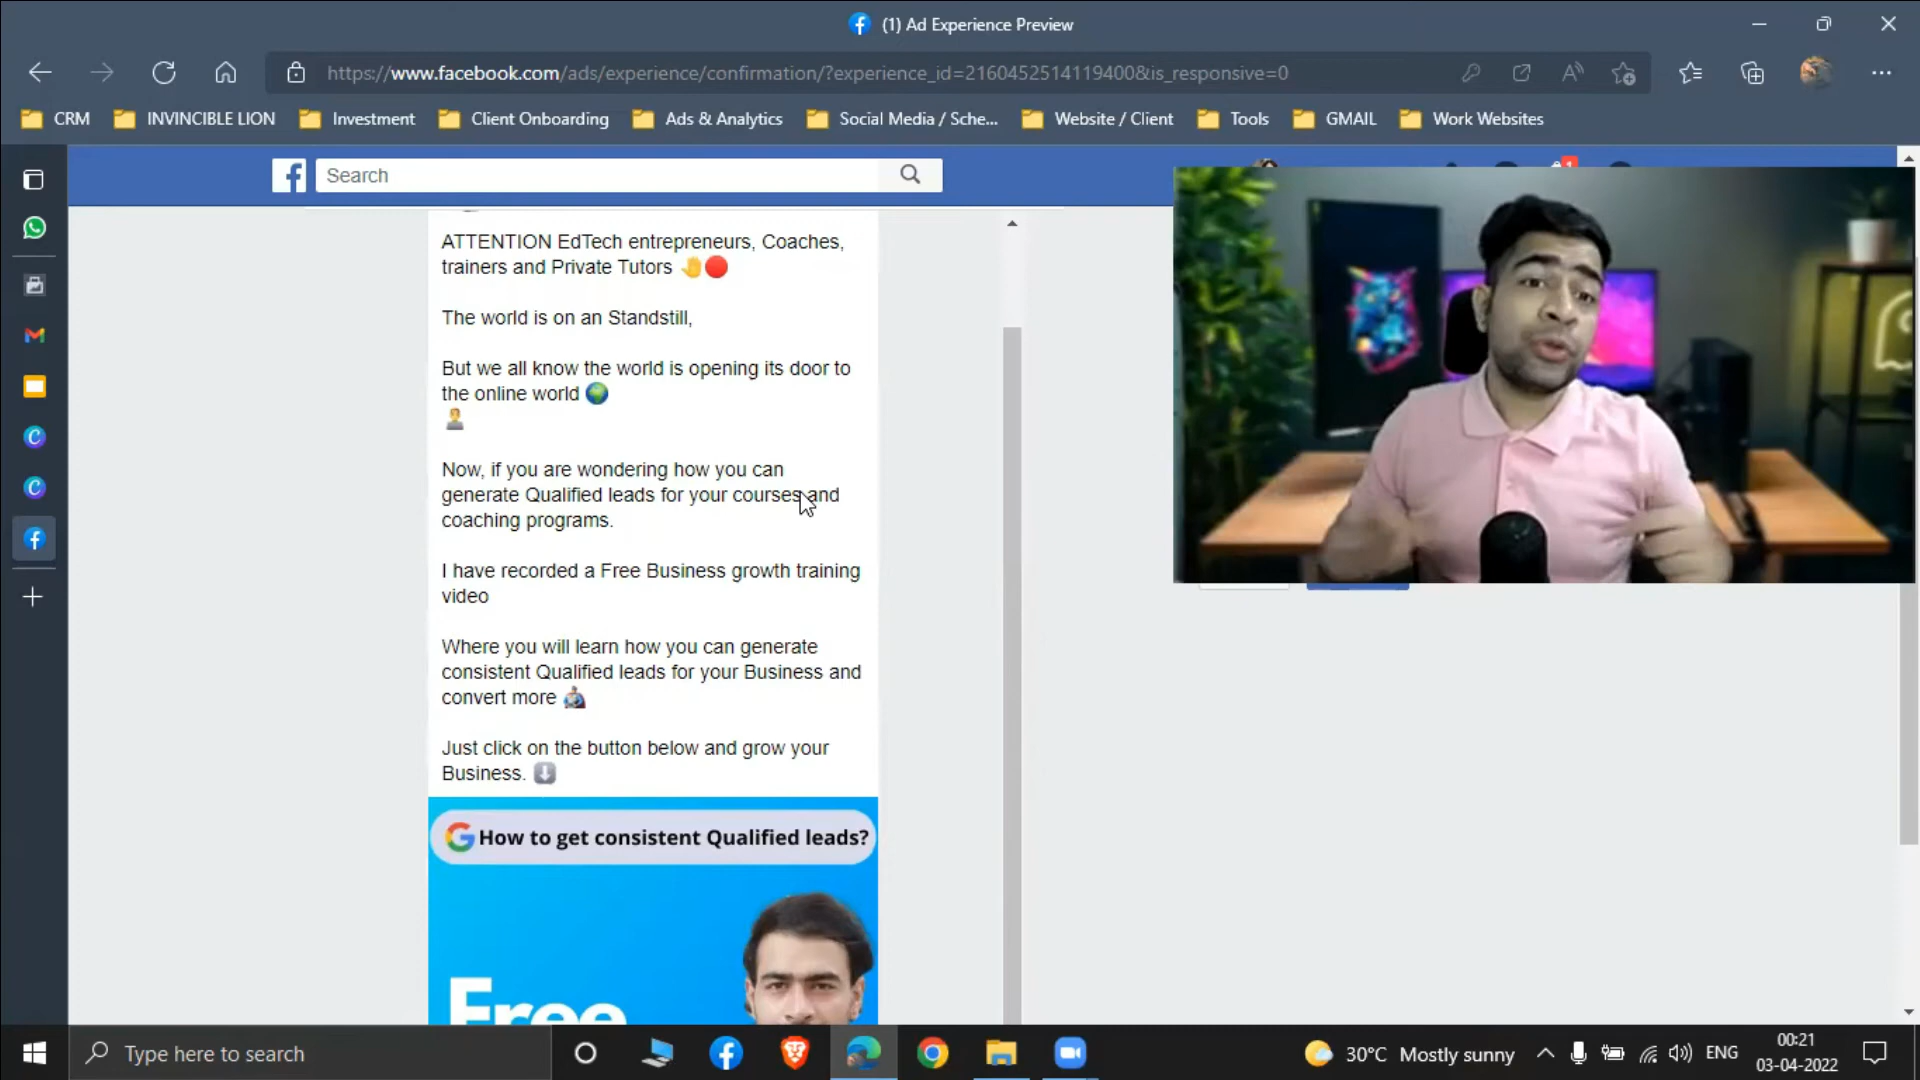 (1) Ad Experience Preview
https://www.facebook.com/ads/experience/confirmation/?experience_id=2160452514119400&is_responsive=0
CRM INVINCIBLE LION Investment Client Onboarding Ads & Analytics Social Media / Sche... Website / Client Tools GMAIL Work Websites
Search
1
ATTENTION EdTech entrepreneurs, Coaches,
trainers and Private Tutors
The world is on an Standstill,
But we all know the world is opening its door to
the online world
Now, if you are wondering how you can
generate Qualified leads for your courses and
coaching programs.
I have recorded a Free Business growth training
video
Where you will learn how you can generate
consistent Qualified leads for your Business and
convert more
Just click on the button below and grow your
Business.
How to get consistent Qualified leads?
Free
Type here to search
30°C Mostly sunny
ENG
00:21
03-04-2022